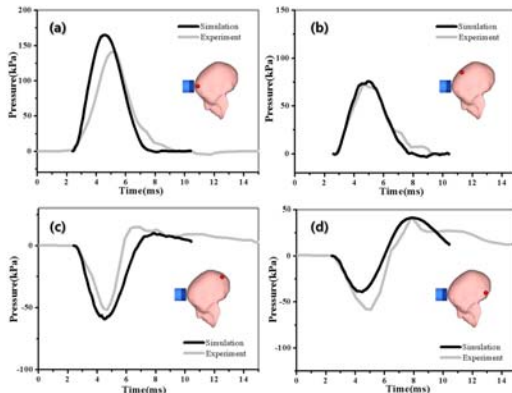 (a)
Simulation
Experiment
Pressure(kPa)
200
150
100
50
0
0 2 4 6 8 10 12 14
Time(ms)
(b)
Simulation
Experiment
Pressure(kPa)
150
75
0
0 2 4 6 8 10 12 14
Time(ms)
(c)
Simulation
Experiment
Pressure(kPa)
0
-50
-100
0 2 4 6 8 10 12 14
Time(ms)
(d)
Simulation
Experiment
Pressure(kPa)
50
0
-50
-100
0 2 4 6 8 10 12 14
Time(ms)